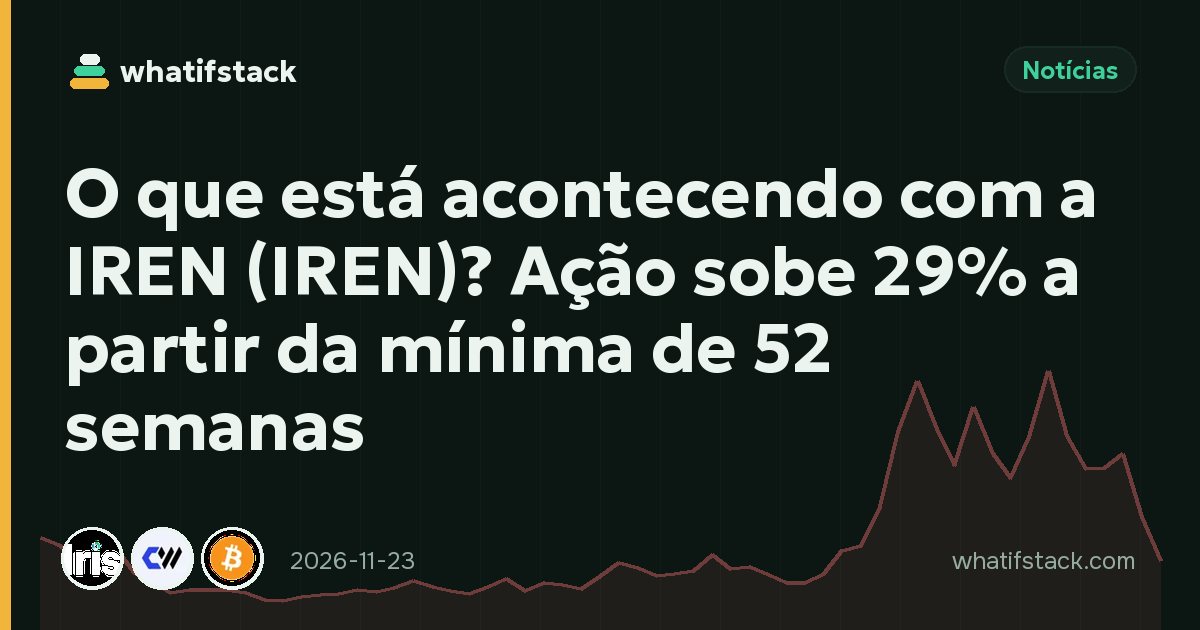 whatifstack
Notícias
O que está acontecendo com a
IREN (IREN)? Ação sobe 29% a
partir da mínima de 52
semanas
Iris
CW
2026-11-23
whatifstack.com